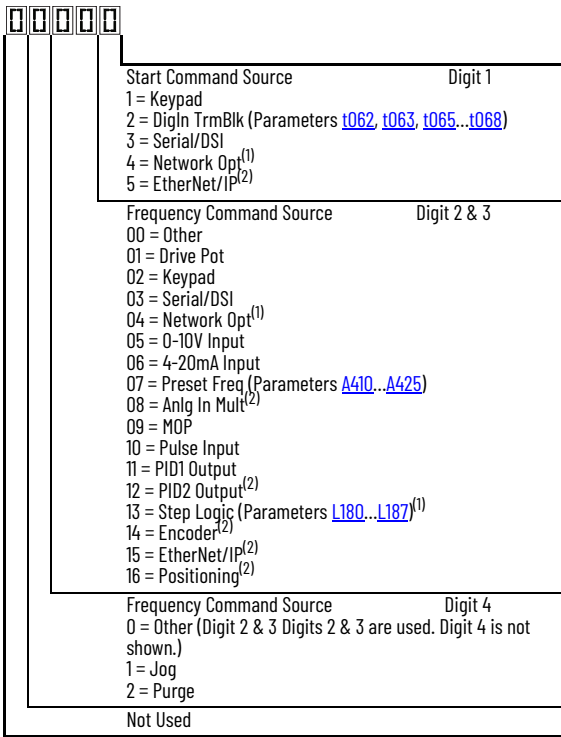 Start Command Source Digit 1
1 = Keypad
2 = DigIn TrmBlk (Parameters t062, t063, t065...t068)
3 = Serial/DSI
4 = Network Opt(1)
5 = EtherNet/IP(2)
Frequency Command Source Digit 2 & 3
00 = Other
01 = Drive Pot
02 = Keypad
03 = Serial/DSI
04 = Network Opt(1)
05 = 0-10V Input
06 = 4-20mA Input
07 = Preset Freq (Parameters A410...A425)
08 = Anlg In Mult(2)
09 = MOP
10 = Pulse Input
11 = PID1 Output
12 = PID2 Output(2)
13 = Step Logic (Parameters L180...L187)(1)
14 = Encoder(2)
15 = EtherNet/IP(2)
16 = Positioning(2)
Frequency Command Source Digit 4
0 = Other (Digit 2 & 3 Digits 2 & 3 are used. Digit 4 is not
shown.)
1 = Jog
2 = Purge
Not Used